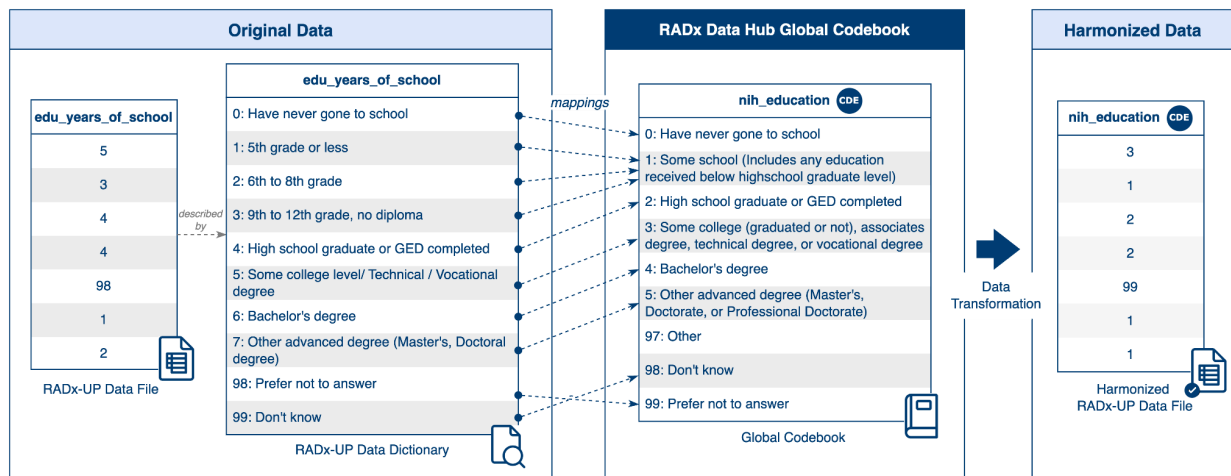 Original Data
edu_years_of_school
5
3
4
4
98
1
2
RADx-UP Data File
described
by
edu_years_of_school
0: Have never gone to school
1: 5th grade or less
2: 6th to 8th grade
3: 9th to 12th grade, no diploma
4: High school graduate or GED completed
5: Some college level/ Technical / Vocational
degree
6: Bachelor's degree
7: Other advanced degree (Master's, Doctoral
degree)
98: Prefer not to answer
99: Don't know
RADx-UP Data Dictionary
mappings
RADx Data Hub Global Codebook
nih_education CDE
0: Have never gone to school
1: Some school (Includes any education
received below highschool graduate level)
2: High school graduate or GED completed
3: Some college (graduated or not), associates
degree, technical degree, or vocational degree
4: Bachelor's degree
5: Other advanced degree (Master's,
Doctorate, or Professional Doctorate)
97: Other
98: Don't know
99: Prefer not to answer
Global Codebook
Data
Transformation
Harmonized Data
nih_education CDE
3
1
2
2
99
1
1
Harmonized
RADx-UP Data File